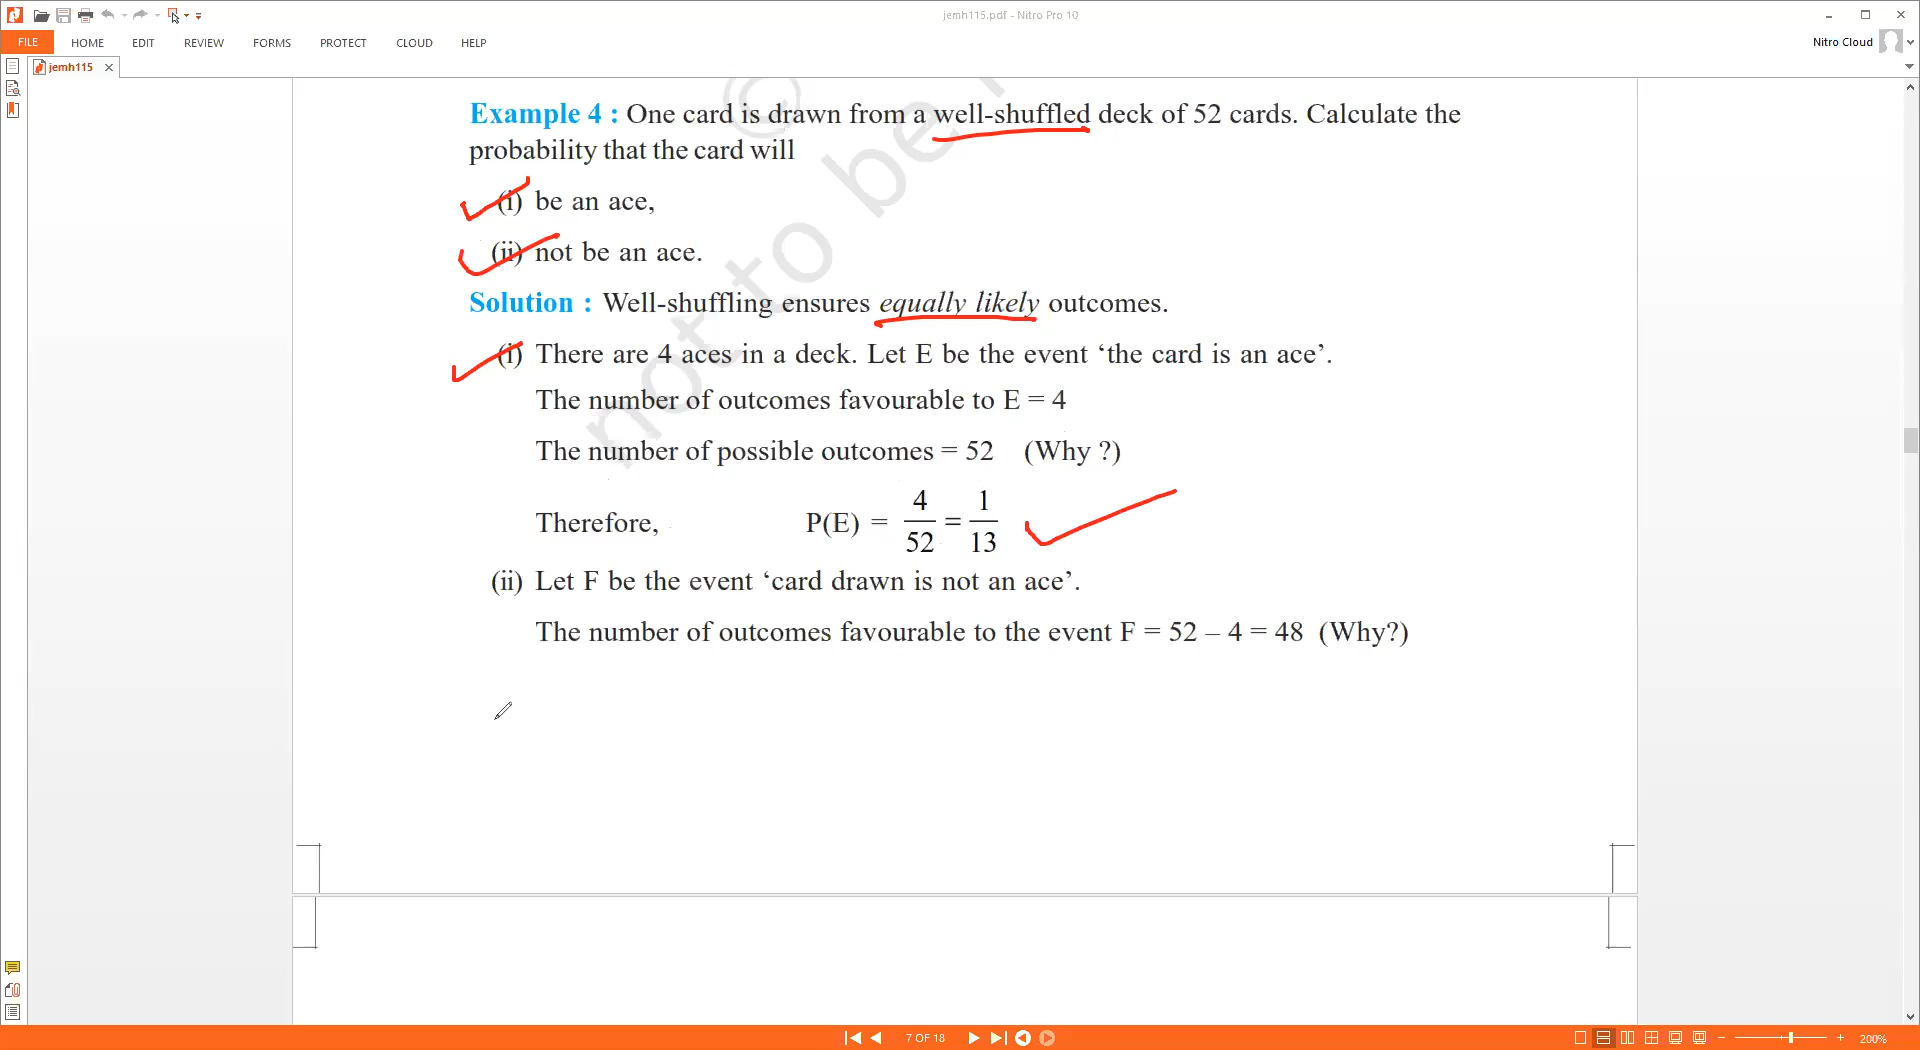 jemh115.pdf - Nitro Pro 10
FILE HOME EDIT REVIEW FORMS PROTECT CLOUD HELP
Nitro Cloud
jemh115
Example 4 : One card is drawn from a well-shuffled deck of 52 cards. Calculate the
probability that the card will
(i) be an ace,
(ii) not be an ace.
Solution : Well-shuffling ensures equally likely outcomes.
(i) There are 4 aces in a deck. Let E be the event ‘the card is an ace’.
The number of outcomes favourable to E = 4
The number of possible outcomes = 52 (Why ?)
Therefore, P(E) = 4/52 = 1/13
(ii) Let F be the event ‘card drawn is not an ace’.
The number of outcomes favourable to the event F = 52 – 4 = 48 (Why?)
© not to be
7 OF 18
200%